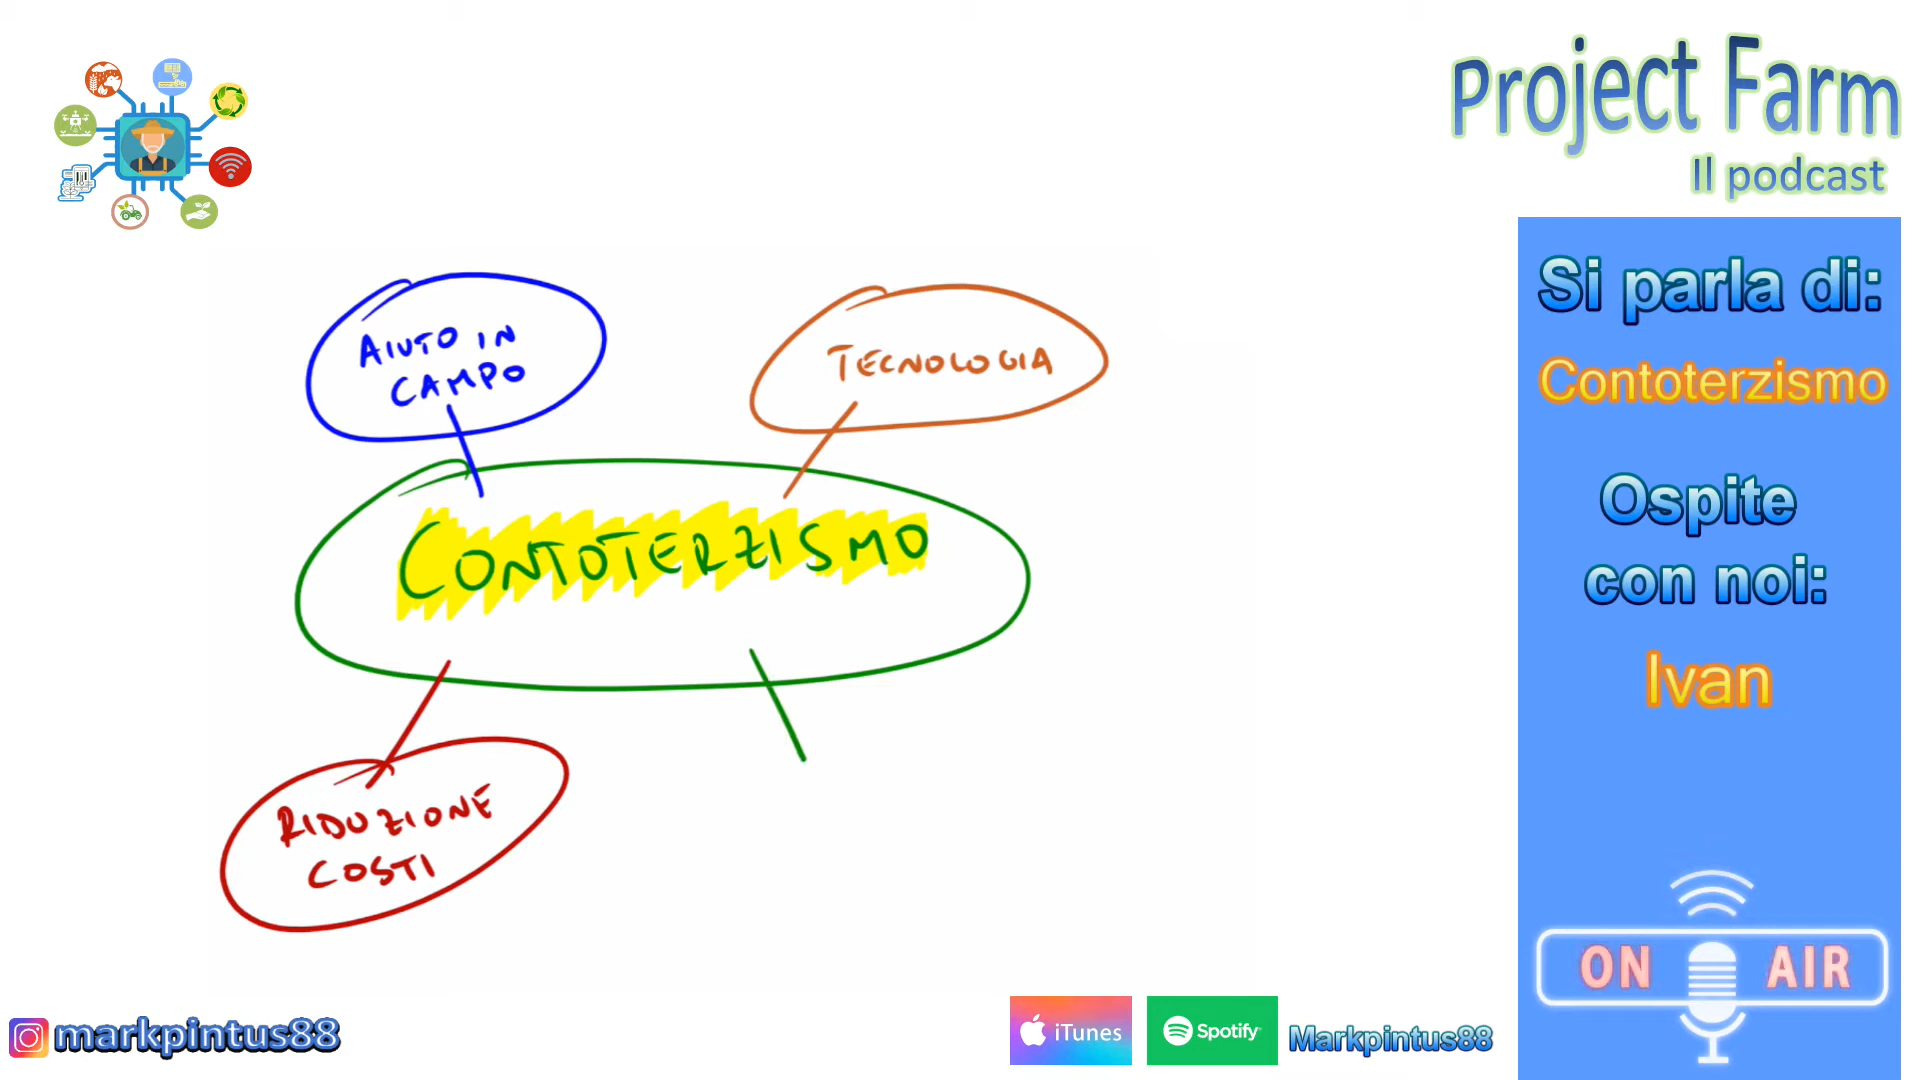 Project Farm
Il podcast
Si parla di:
Contoterzismo
Ospite
con noi:
Ivan
ON AIR
AIUTO IN
CAMPO
TECNOLOGIA
CONTOTERZISMO
RIDUZIONE
COSTI
markpintus88
iTunes
Spotify
Markpintus88